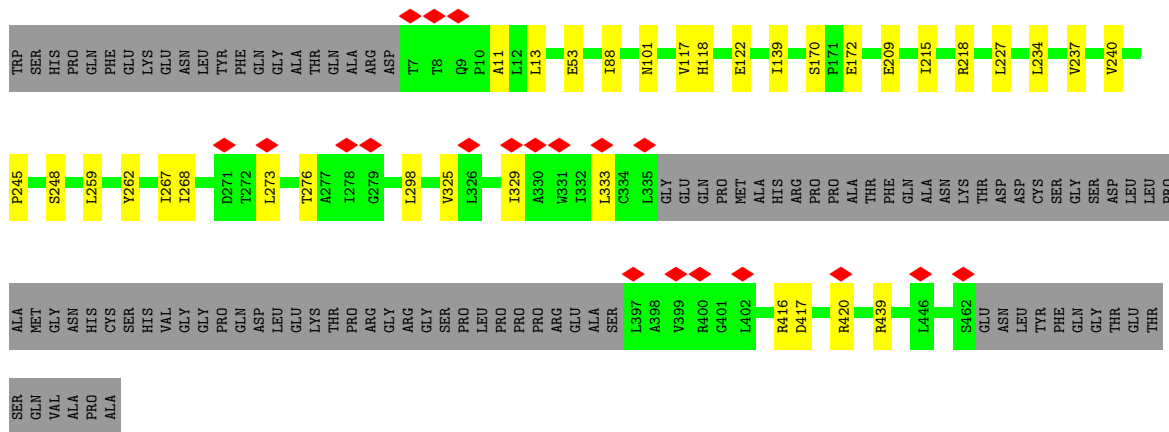 TRP SER HIS PRO GLN PHE GLU LYS GLU ASN LEU TYR PHE GLN GLY ALA THR GLN ALA ARG ASP T7 T8 Q9 P10 A11 L12 L13 E53 I88 N101 V117 H118 E122 I139 S170 P171 E172 E209 I215 R218 L227 L234 V237 V240
P245 S248 L259 Y262 I267 I268 D271 T272 L273 T276 A277 I278 G279 L298 V325 L326 I329 A330 W331 I332 L333 C334 L335 GLY GLU GLN PRO MET ALA HIS ARG PRO PRO ALA THR PHE GLN ALA ASN LYS THR ASP ASP CYS SER GLY SER ASP LEU LEU PRO
ALA MET GLY ASN HIS CYS SER HIS VAL GLY GLY PRO GLN ASP LEU GLU LYS THR PRO ARG GLY ARG GLY SER PRO LEU PRO PRO PRO ARG GLU ALA SER L397 A398 V399 R400 G401 L402 R416 D417 R420 R439 L446 S462 GLU ASN LEU TYR PHE GLN GLY THR GLU THR
SER GLN VAL ALA PRO ALA